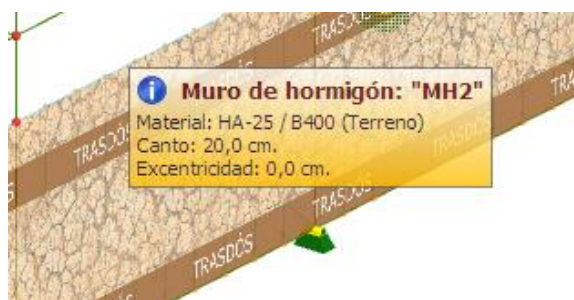 TRASDÓS
Muro de hormigón: "MH2"
Material: HA-25 / B400 (Terreno)
Canto: 20,0 cm.
Excentricidad: 0,0 cm.
TRASDÓS
TRASDÓS
TRASDÓS